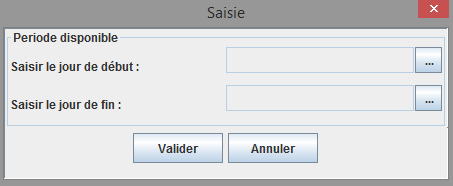 Saisie
Periode disponible
Saisir le jour de début :
...
Saisir le jour de fin :
...
Valider
Annuler